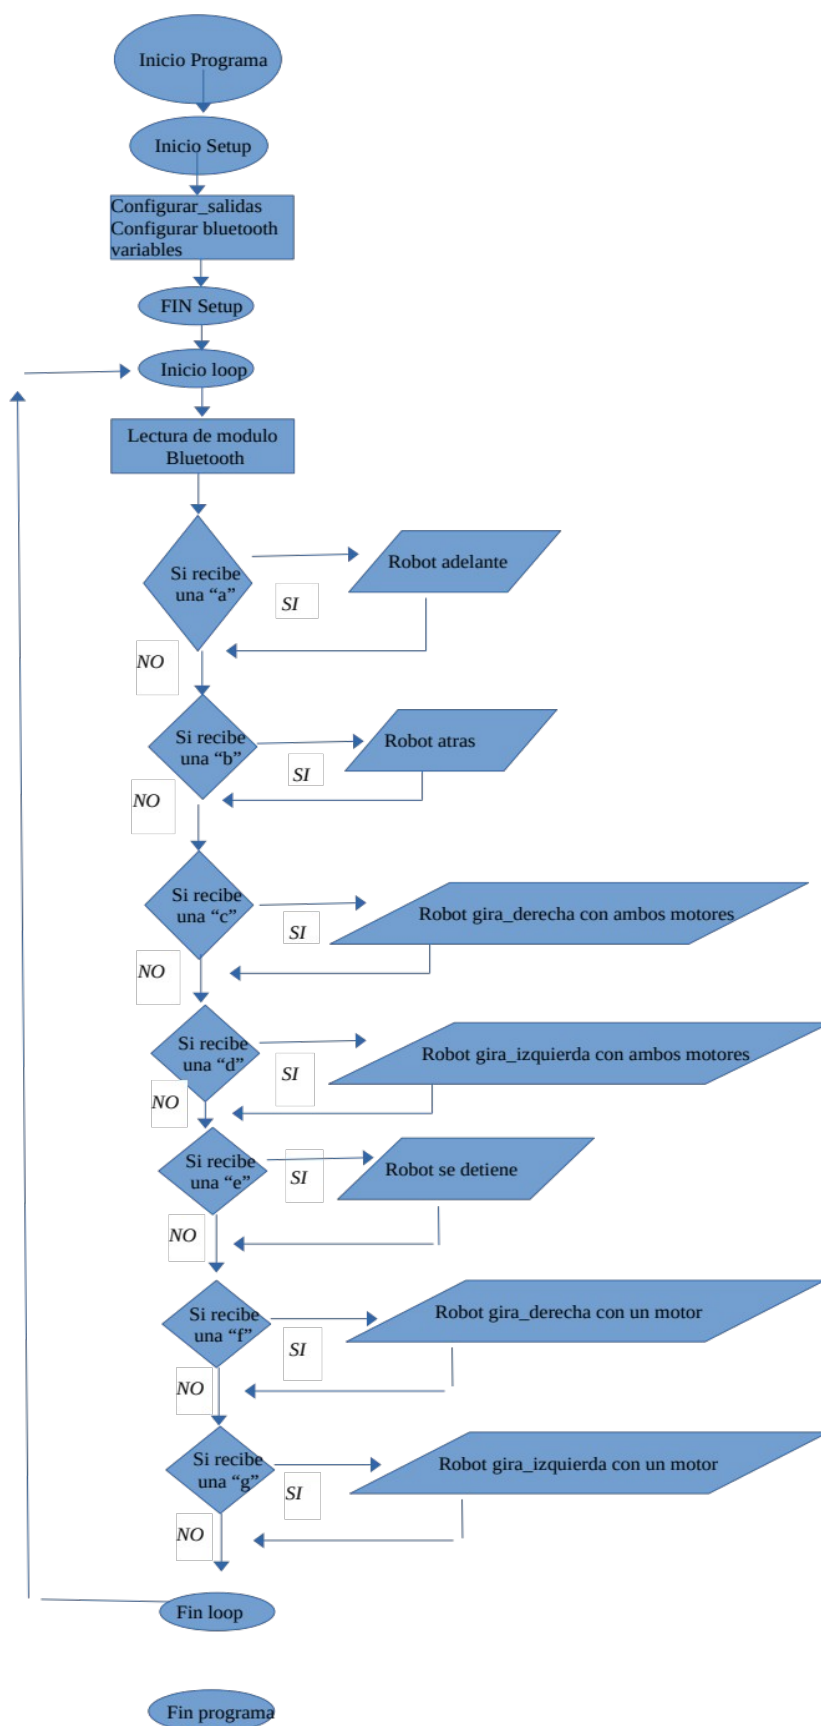 Inicio Programa
Inicio Setup
Configurar_salidas
Configurar bluetooth
variables
FIN Setup
Inicio loop
Lectura de modulo
Bluetooth
Si recibe
una “a”
SI
Robot adelante
NO
Si recibe
una “b”
SI
Robot atras
NO
Si recibe
una “c”
SI
Robot gira_derecha con ambos motores
NO
Si recibe
una “d”
SI
Robot gira_izquierda con ambos motores
NO
Si recibe
una “e”
SI
Robot se detiene
NO
Si recibe
una “f”
SI
Robot gira_derecha con un motor
NO
Si recibe
una “g”
SI
Robot gira_izquierda con un motor
NO
Fin loop
Fin programa